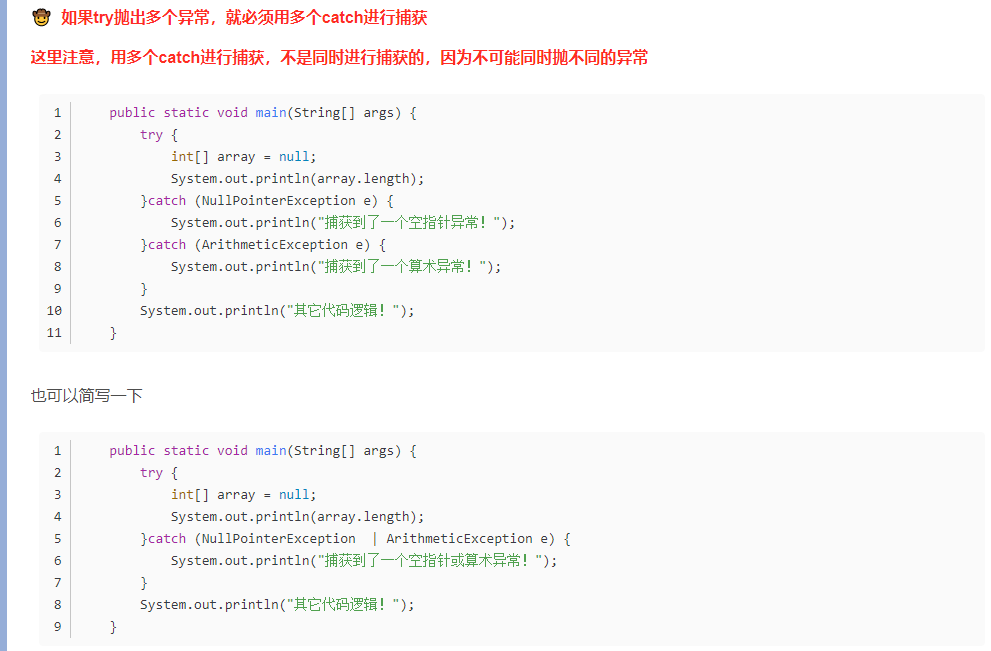 🤠 如果try抛出多个异常，就必须用多个catch进行捕获
这里注意，用多个catch进行捕获，不是同时进行捕获的，因为不可能同时抛不同的异常
1    public static void main(String[] args) {
2        try {
3            int[] array = null;
4            System.out.println(array.length);
5        }catch (NullPointerException e) {
6            System.out.println("捕获到了一个空指针异常！");
7        }catch (ArithmeticException e) {
8            System.out.println("捕获到了一个算术异常！");
9        }
10        System.out.println("其它代码逻辑！");
11    }
也可以简写一下
1    public static void main(String[] args) {
2        try {
3            int[] array = null;
4            System.out.println(array.length);
5        }catch (NullPointerException  | ArithmeticException e) {
6            System.out.println("捕获到了一个空指针或算术异常！");
7        }
8        System.out.println("其它代码逻辑！");
9    }